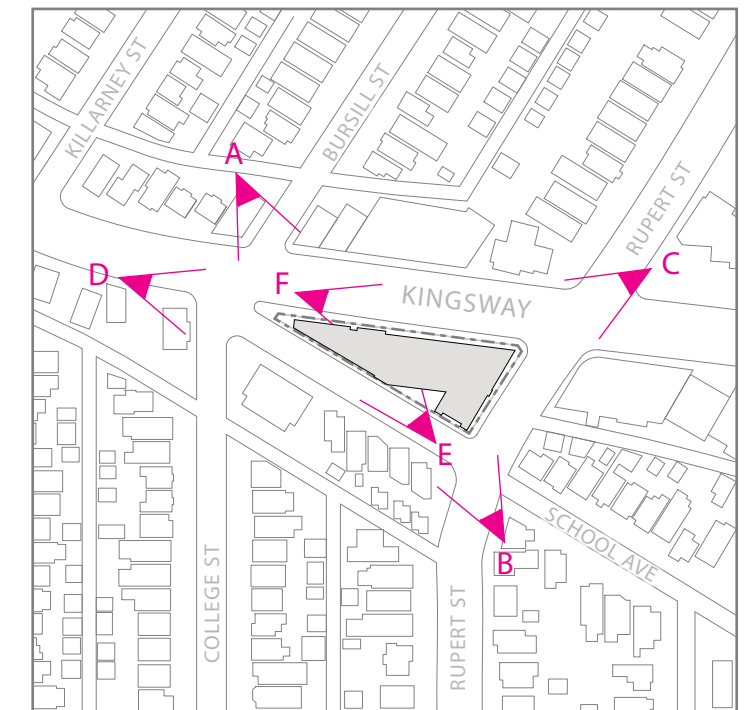 KILLARNEY ST
BURSILL ST
A
RUPERT ST
D
F
C
KINGSWAY
E
B
SCHOOL AVE
COLLEGE ST
RUPERT ST